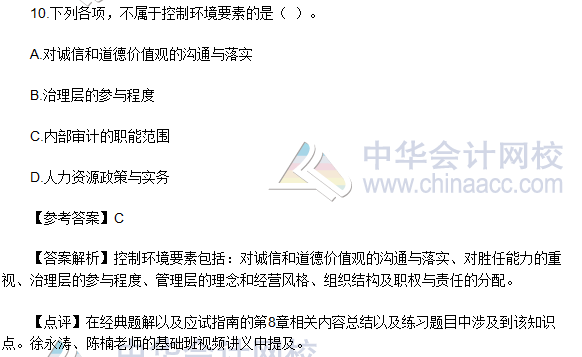 10.下列各项，不属于控制环境要素的是（ ）。
A.对诚信和道德价值观的沟通与落实
B.治理层的参与程度
C.内部审计的职能范围
D.人力资源政策与实务
中华会计网校
www.chinaacc.com
【参考答案】C
【答案解析】控制环境要素包括：对诚信和道德价值观的沟通与落实、对胜任能力的重
视、治理层的参与程度、管理层的理念和经营风格、组织结构及职权与责任的分配。
【点评】在经典题解以及应试指南的第8章相关内容总结以及练习题目中涉及到该知识
点。徐永涛、陈楠老师的基础班视频讲义中提及。